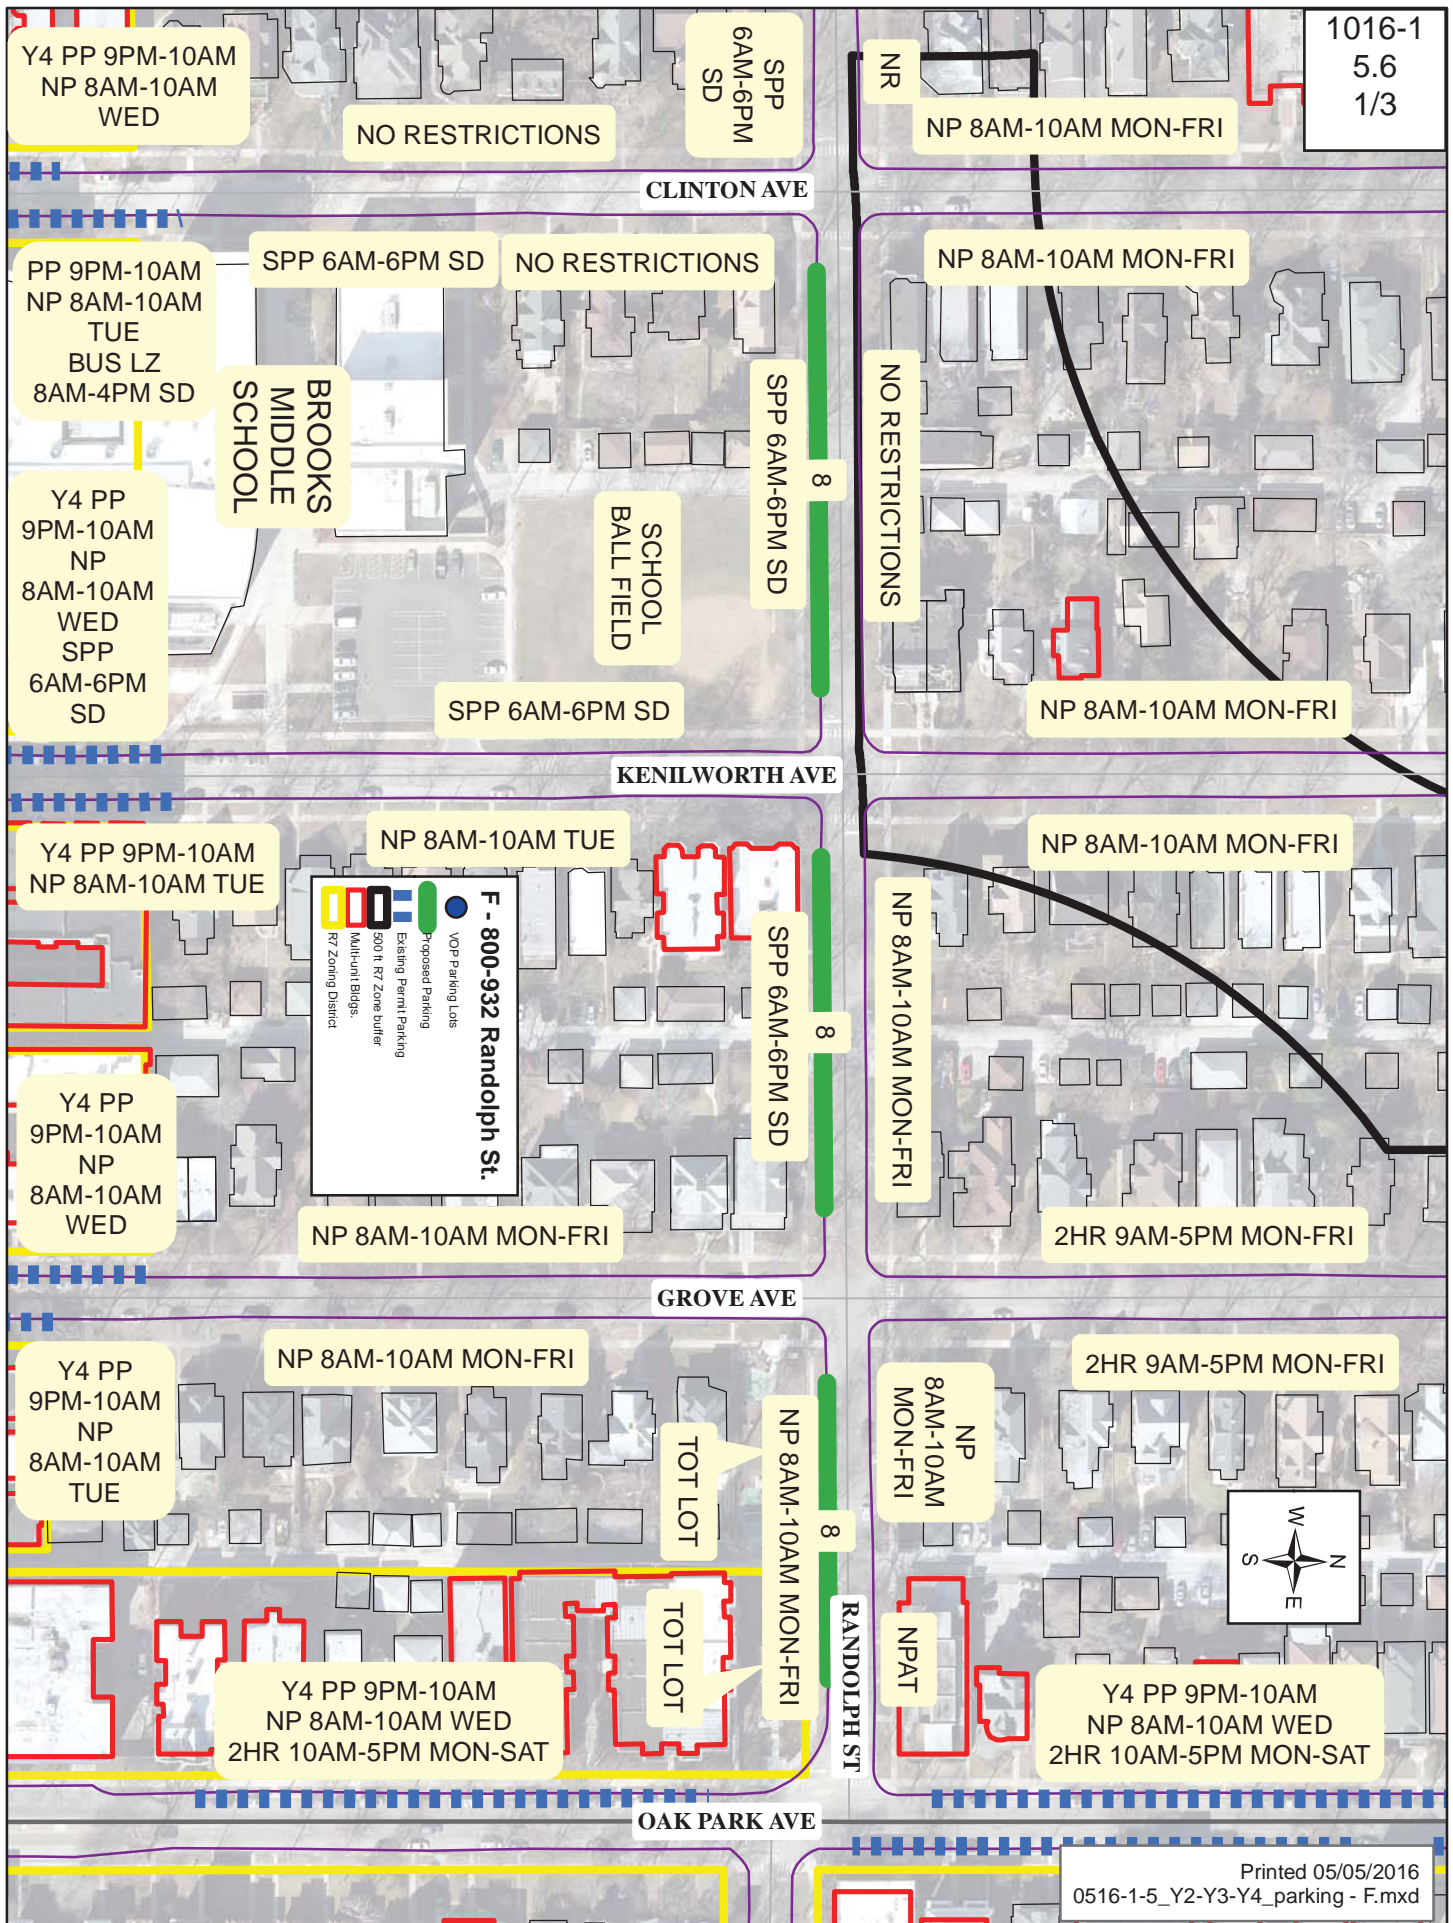 Y4 PP 9PM-10AM
NP 8AM-10AM
WED
NO RESTRICTIONS
SPP
6AM-6PM
SD
NR
NP 8AM-10AM MON-FRI
1016-1
5.6
1/3
CLINTON AVE
PP 9PM-10AM
NP 8AM-10AM
TUE
BUS LZ
8AM-4PM SD
SPP 6AM-6PM SD
NO RESTRICTIONS
NP 8AM-10AM MON-FRI
BROOKS
MIDDLE
SCHOOL
SPP 6AM-6PM SD
8
NO RESTRICTIONS
Y4 PP
9PM-10AM
NP
8AM-10AM
WED
SPP
6AM-6PM
SD
SCHOOL
BALL FIELD
SPP 6AM-6PM SD
NP 8AM-10AM MON-FRI
KENILWORTH AVE
Y4 PP 9PM-10AM
NP 8AM-10AM TUE
NP 8AM-10AM TUE
NP 8AM-10AM MON-FRI
F - 800-932 Randolph St.
VOP Parking Lots
Proposed Parking
Existing Permit Parking
500 ft R7 Zone buffer
Multi-unit Bldgs.
R7 Zoning District
SPP 6AM-6PM SD
8
NP 8AM-10AM MON-FRI
Y4 PP
9PM-10AM
NP
8AM-10AM
WED
NP 8AM-10AM MON-FRI
2HR 9AM-5PM MON-FRI
GROVE AVE
Y4 PP
9PM-10AM
NP
8AM-10AM
TUE
NP 8AM-10AM MON-FRI
TOT LOT
NP 8AM-10AM MON-FRI
8
NP
8AM-10AM
MON-FRI
2HR 9AM-5PM MON-FRI
N
W
S
E
TOT LOT
RANDOLPH ST
NPAT
Y4 PP 9PM-10AM
NP 8AM-10AM WED
2HR 10AM-5PM MON-SAT
Y4 PP 9PM-10AM
NP 8AM-10AM WED
2HR 10AM-5PM MON-SAT
OAK PARK AVE
Printed 05/05/2016
0516-1-5_Y2-Y3-Y4_parking - F.mxd